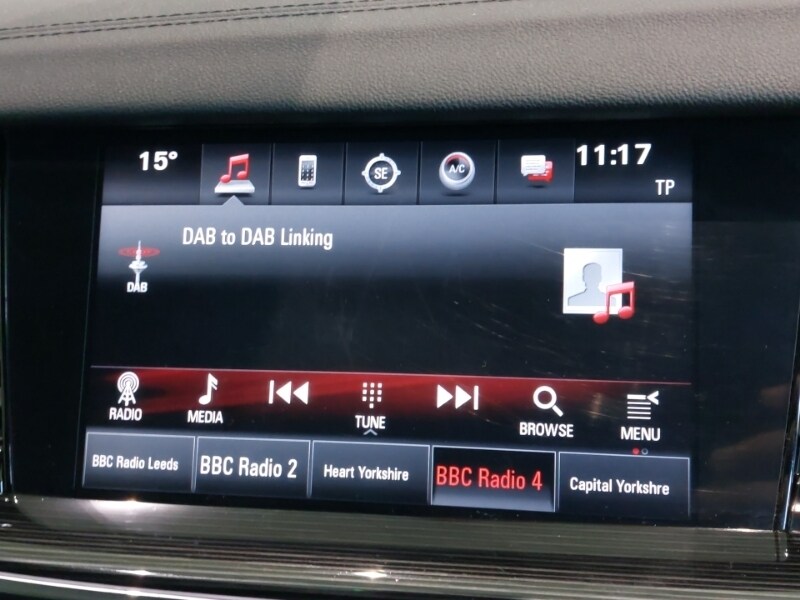 15°
SE
A/C
11:17
TP
DAB to DAB Linking
DAB
RADIO
MEDIA
TUNE
BROWSE
MENU
BBC Radio Leeds
BBC Radio 2
Heart Yorkshire
BBC Radio 4
Capital Yorkshre